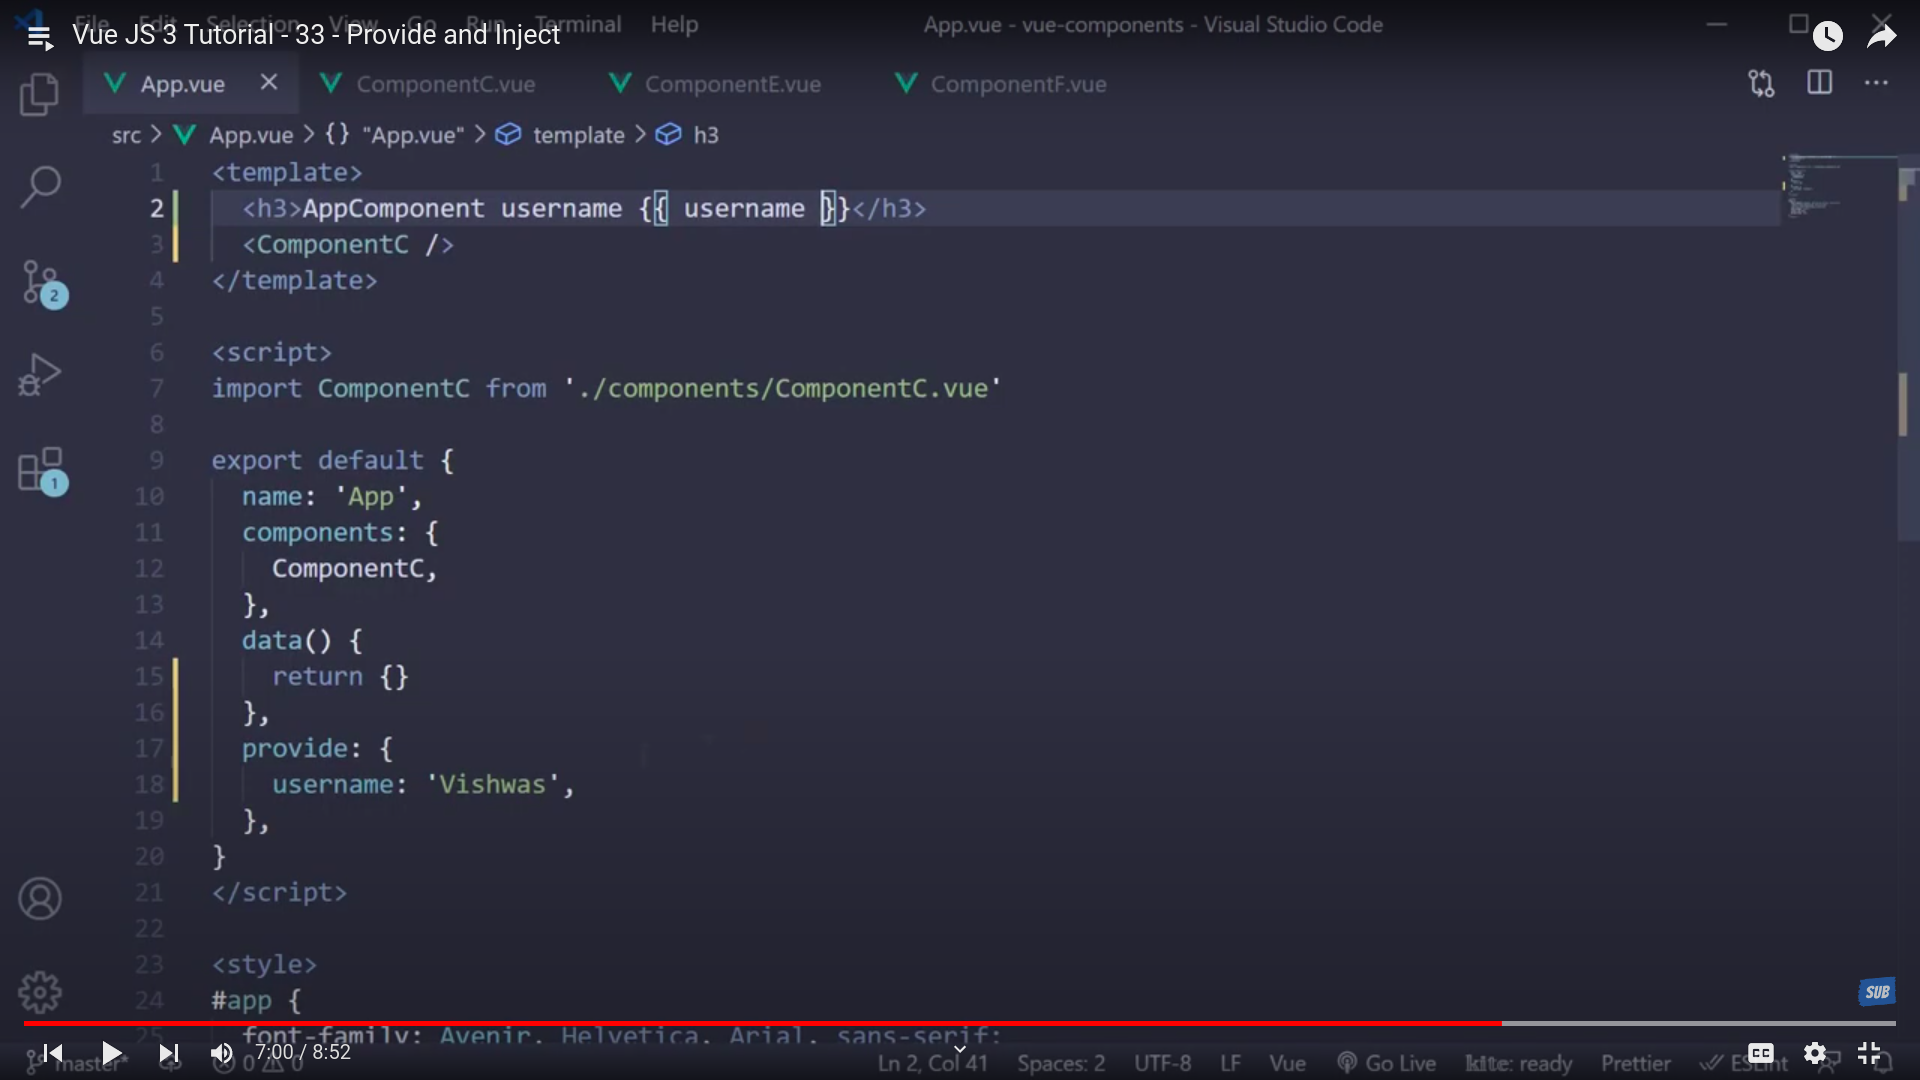 File Edit Selection View Go Run Terminal Help App.vue - vue-components - Visual Studio Code
Vue JS 3 Tutorial - 33 - Provide and Inject
App.vue ComponentC.vue ComponentE.vue ComponentF.vue
src > App.vue > {} "App.vue" > template > h3
1 <template>
2 <h3>AppComponent username {{ username }}</h3>
3 <ComponentC />
4 </template>
5
6 <script>
7 import ComponentC from './components/ComponentC.vue'
8
9 export default {
10 name: 'App',
11 components: {
12 ComponentC,
13 },
14 data() {
15 return {}
16 },
17 provide: {
18 username: 'Vishwas',
19 },
20 }
21 </script>
22
23 <style>
24 #app {
25 font-family: Avenir, Helvetica, Arial, sans-serif;
2
1
SUB
7:00 / 8:52
master* 0 0 Ln 2, Col 41 Spaces: 2 UTF-8 LF Vue Go Live kite: ready Prettier ESLint
CC